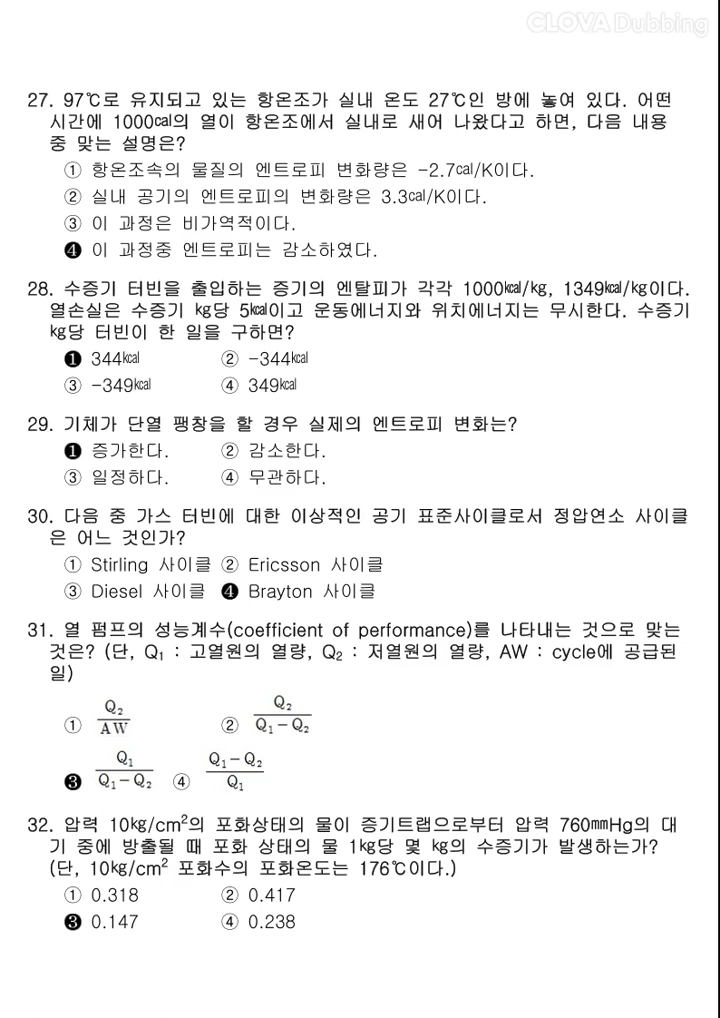 CLOVA Dubbing
27. 97℃로 유지되고 있는 항온조가 실내 온도 27℃인 방에 놓여 있다. 어떤
시간에 1000㎈의 열이 항온조에서 실내로 새어 나왔다고 하면, 다음 내용
중 맞는 설명은?
① 항온조속의 물질의 엔트로피 변화량은 -2.7㎈/K이다.
② 실내 공기의 엔트로피의 변화량은 3.3㎈/K이다.
③ 이 과정은 비가역적이다.
❹ 이 과정중 엔트로피는 감소하였다.
28. 수증기 터빈을 출입하는 증기의 엔탈피가 각각 1000㎉/kg, 1349㎉/kg이다.
열손실은 수증기 kg당 5㎉이고 운동에너지와 위치에너지는 무시한다. 수증기
kg당 터빈이 한 일을 구하면?
❶ 344㎉ ② -344㎉
③ -349㎉ ④ 349㎉
29. 기체가 단열 팽창을 할 경우 실제의 엔트로피 변화는?
❶ 증가한다. ② 감소한다.
③ 일정하다. ④ 무관하다.
30. 다음 중 가스 터빈에 대한 이상적인 공기 표준사이클로서 정압연소 사이클
은 어느 것인가?
① Stirling 사이클 ② Ericsson 사이클
③ Diesel 사이클 ❹ Brayton 사이클
31. 열 펌프의 성능계수(coefficient of performance)를 나타내는 것으로 맞는
것은? (단, Q₁ : 고열원의 열량, Q₂ : 저열원의 열량, AW : cycle에 공급된
일)
① Q₂/AW ② Q₂/(Q₁-Q₂)
❸ Q₁/(Q₁-Q₂) ④ (Q₁-Q₂)/Q₁
32. 압력 10kg/cm²의 포화상태의 물이 증기트랩으로부터 압력 760㎜Hg의 대
기 중에 방출될 때 포화 상태의 물 1kg당 몇 kg의 수증기가 발생하는가?
(단, 10kg/cm² 포화수의 포화온도는 176℃이다.)
① 0.318 ② 0.417
❸ 0.147 ④ 0.238